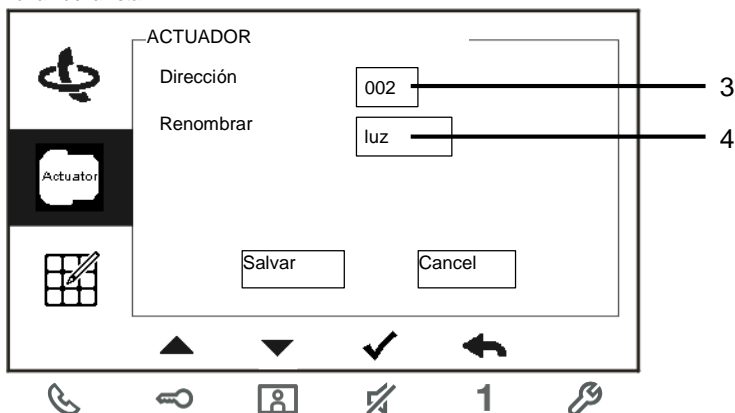 ACTUADOR
Dirección
002
3
Renombrar
luz
4
Actuator
Salvar
Cancel
1